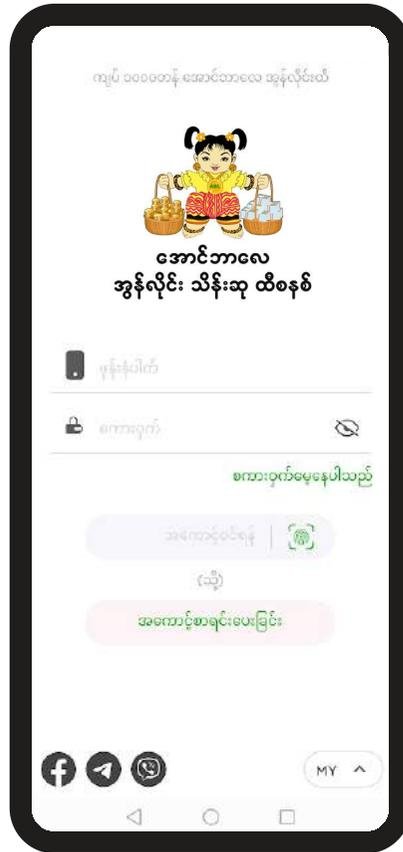 ကျပ် ၁၀၀၀တန် အောင်ဘာလေ အွန်လိုင်းထီ
အောင်ဘာလေ
အွန်လိုင်း သိန်းဆု ထီစနစ်
ဖုန်းနံပါတ်
စကားဝှက်
စကားဝှက်မေ့နေပါသည်
အကောင့်ဝင်ရန်
(သို့)
အကောင့်စာရင်းပေးခြင်း
MY